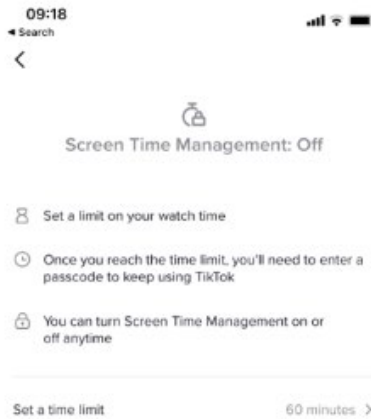 09:18
Search
Screen Time Management: Off
Set a limit on your watch time
Once you reach the time limit, you'll need to enter a
passcode to keep using TikTok
You can turn Screen Time Management on or
off anytime
Set a time limit 60 minutes